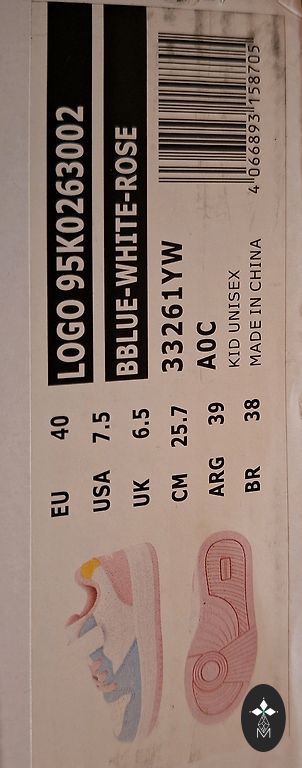 LOGO 95K0263002
BBLUE-WHITE-ROSE
33261YW
A0C
KID UNISEX
MADE IN CHINA
4 066893 158705
EU 40
USA 7.5
UK 6.5
CM 25.7
ARG 39
BR 38
M